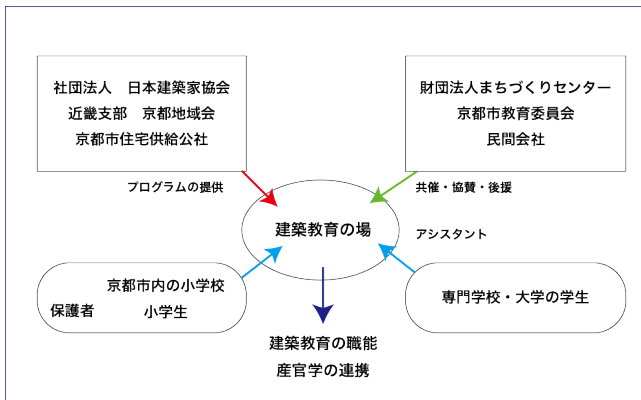 社団法人　日本建築家協会
近畿支部　京都地域会
京都市住宅供給公社
財団法人まちづくりセンター
京都市教育委員会
民間会社
プログラムの提供
共催・協賛・後援
建築教育の場
アシスタント
京都市内の小学校
保護者　小学生
専門学校・大学の学生
建築教育の職能
産官学の連携